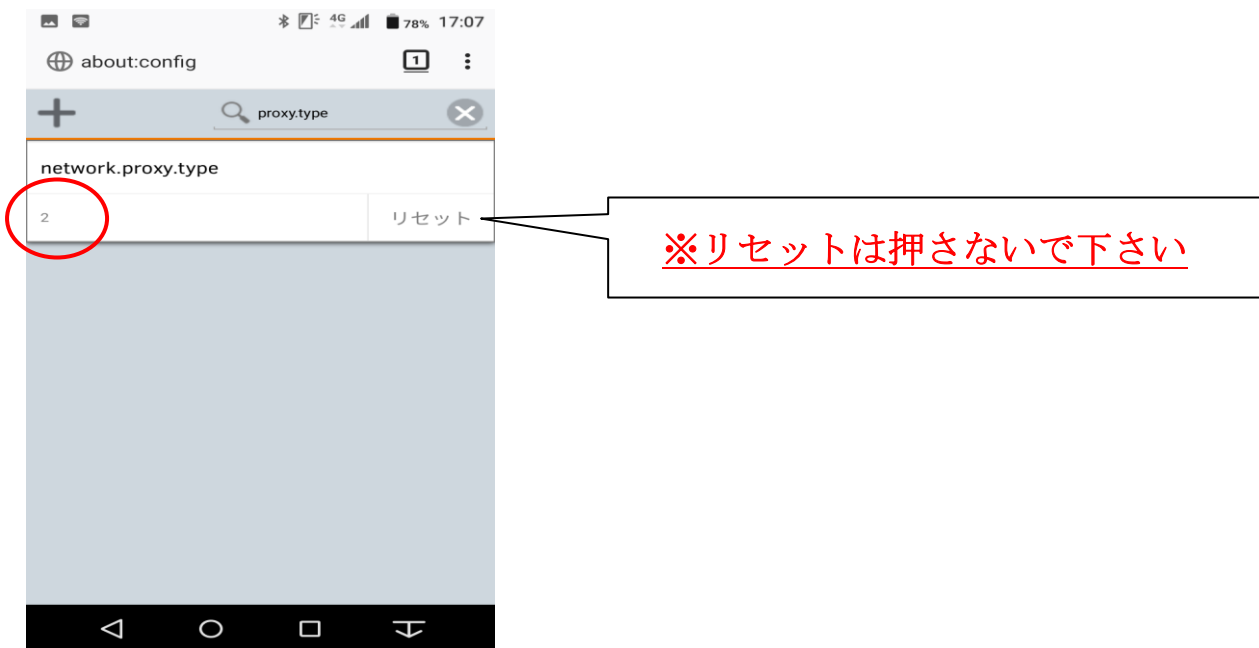 4G 78% 17:07
about:config
1
proxy.type
network.proxy.type
2
リセット
※リセットは押さないで下さい